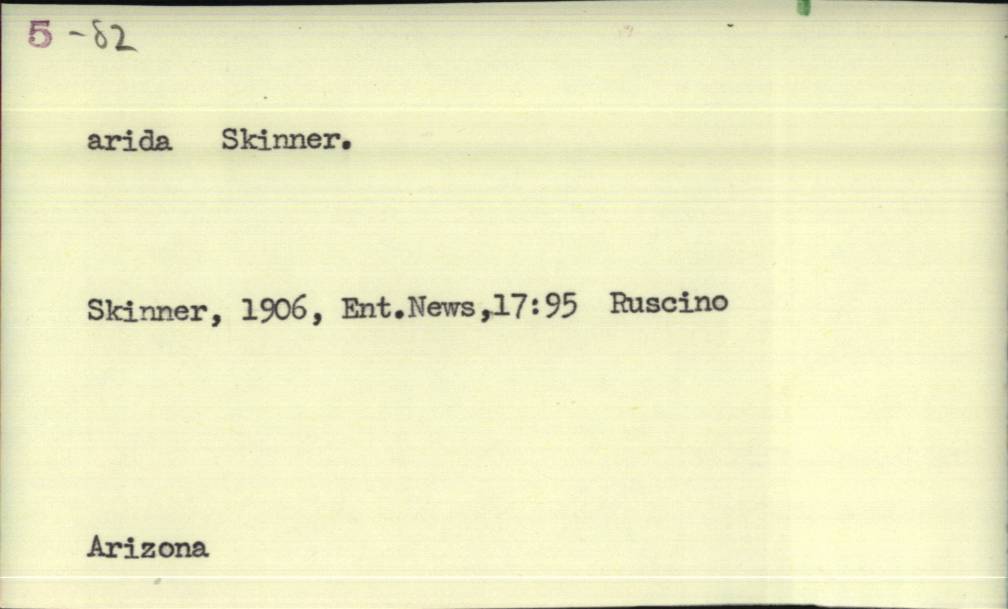 5 -82
arida Skinner.
Skinner, 1906, Ent.News,17:95 Ruscino
Arizona